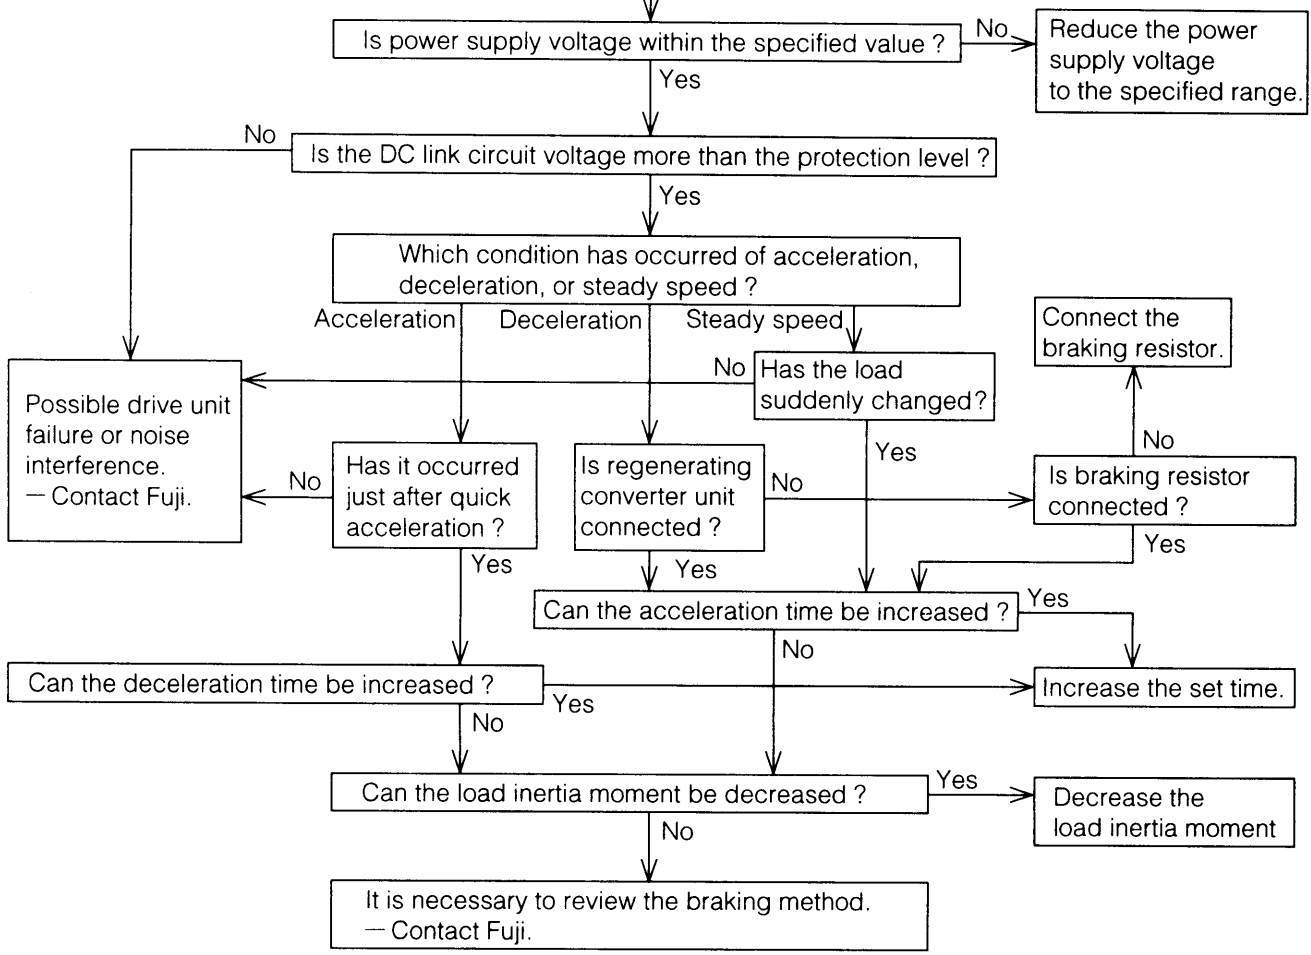 Is power supply voltage within the specified value ?
No
Reduce the power
supply voltage
to the specified range.
Yes
No
Is the DC link circuit voltage more than the protection level ?
Yes
Which condition has occurred of acceleration,
deceleration, or steady speed ?
Acceleration
Deceleration
Steady speed
Connect the
braking resistor.
No
Has the load
suddenly changed?
Possible drive unit
failure or noise
interference.
— Contact Fuji.
No
Yes
No
Has it occurred
just after quick
acceleration ?
Is regenerating
converter unit
connected ?
No
Is braking resistor
connected ?
Yes
Yes
Yes
Can the acceleration time be increased ?
Yes
No
Can the deceleration time be increased ?
Yes
Increase the set time.
No
Can the load inertia moment be decreased ?
Yes
Decrease the
load inertia moment
No
It is necessary to review the braking method.
— Contact Fuji.